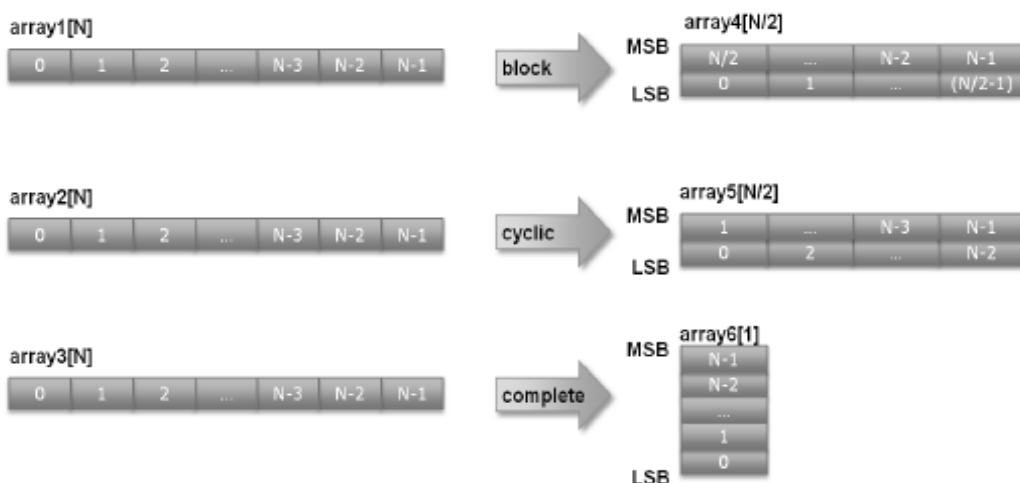 array1[N]
0 1 2 ... N-3 N-2 N-1
block
array4[N/2]
MSB
N/2 ... N-2 N-1
LSB
0 1 ... (N/2-1)
array2[N]
0 1 2 ... N-3 N-2 N-1
cyclic
array5[N/2]
MSB
1 ... N-3 N-1
LSB
0 2 ... N-2
array3[N]
0 1 2 ... N-3 N-2 N-1
complete
array6[1]
MSB
N-1
N-2
...
1
0
LSB